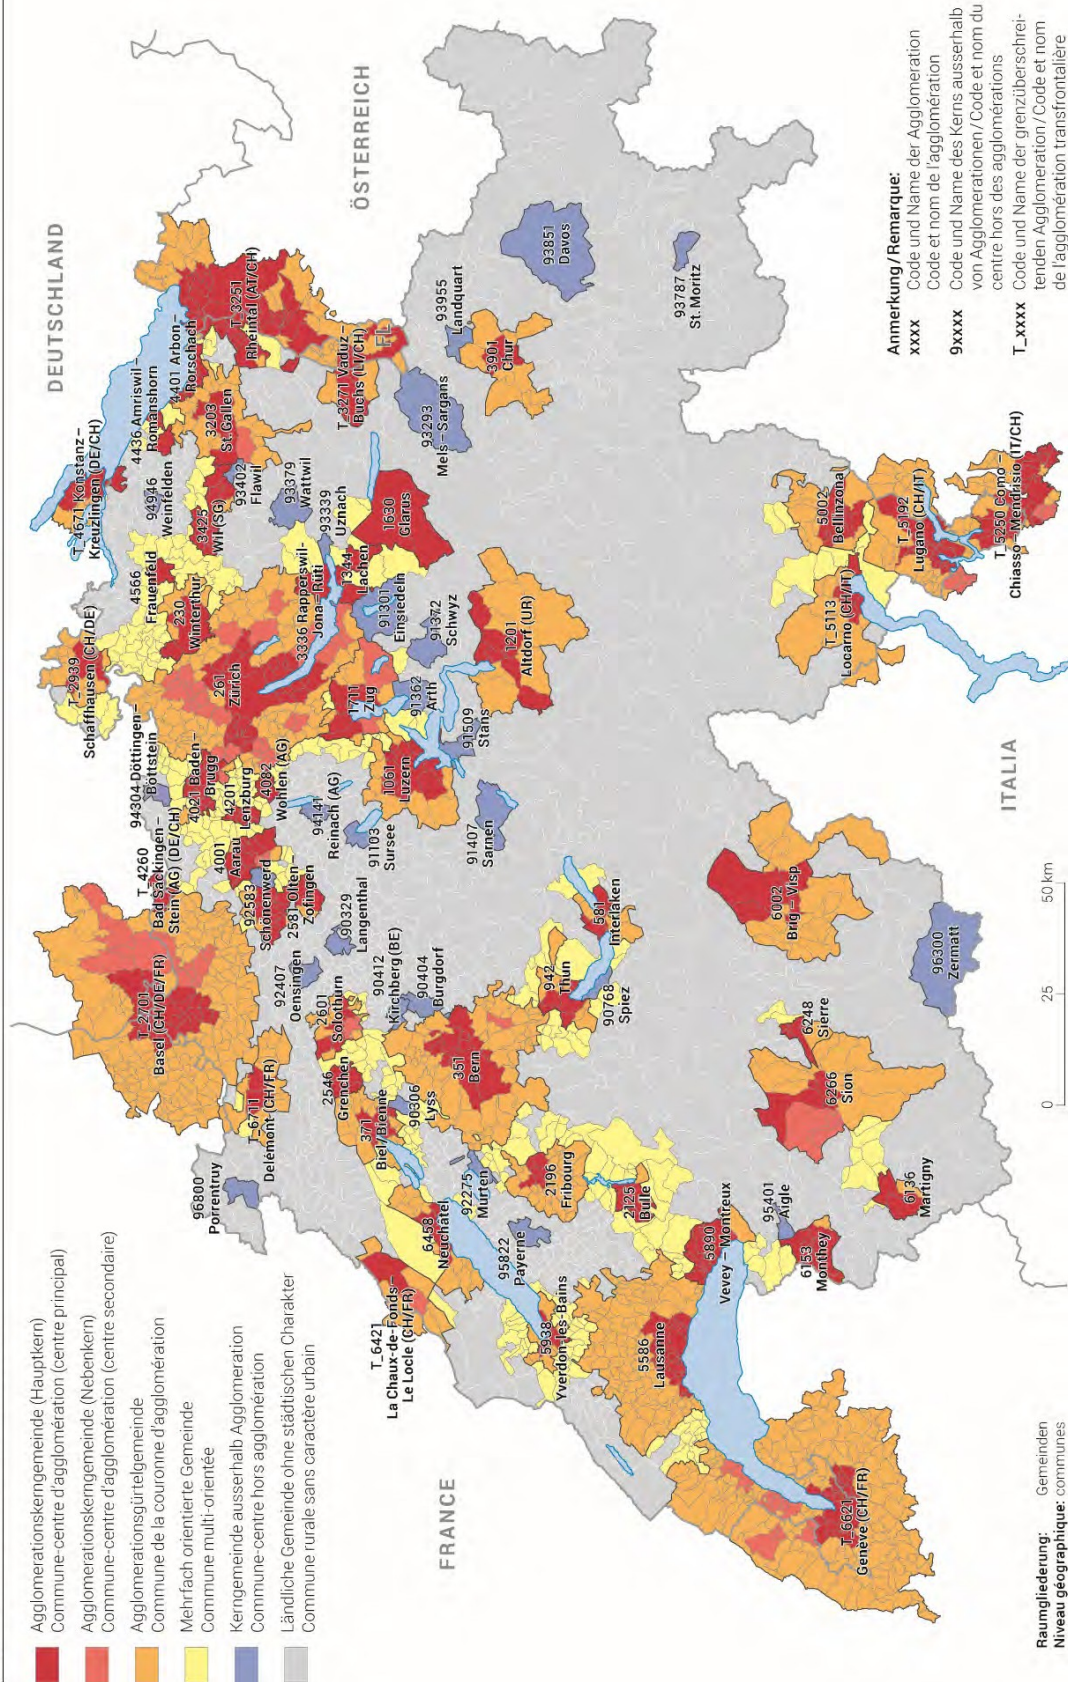 Agglomerationskerngemeinde (Hauptkern)
Commune-centre d'agglomération (centre principal)
Agglomerationskerngemeinde (Nebenkern)
Commune-centre d'agglomération (centre secondaire)
Agglomerationsgürtelgemeinde
Commune de la couronne d'agglomération
Mehrfach orientierte Gemeinde
Commune multi-orientée
Kerngemeinde ausserhalb Agglomeration
Commune-centre hors agglomération
Ländliche Gemeinde ohne städtischen Charakter
Commune rurale sans caractère urbain
DEUTSCHLAND
ÖSTERREICH
FRANCE
ITALIA
FL
T_2701
Basel (CH/DE/FR)
T_4260
Bad Säckingen –
Stein (AG) (DE/CH)
94304 Döttingen –
Böttstein
T_2939
Schaffhausen (CH/DE)
4566
Frauenfeld
T_4671 Konstanz –
Kreuzlingen (DE/CH)
94946
Weinfelden
4436 Amriswil –
Romanshorn
4401 Arbon –
Rorschach
T_3251
Rheintal (AT/CH)
3203
St. Gallen
93402
Flawil
3425
Wil (SG)
93379
Wattwil
93339
Uznach
T_3271 Vaduz –
Buchs (LI/CH)
93293
Mels – Sargans
93955
Landquart
3901
Chur
93851
Davos
93787
St. Moritz
230
Winterthur
261
Zürich
3336 Rapperswil-
Jona – Rüti
1344
Lachen
1630
Glarus
91301
Einsiedeln
91372
Schwyz
1201
Altdorf (UR)
1711
Zug
91362
Arth
91509
Stans
1061
Luzern
91407
Sarnen
91103
Sursee
94141
Reinach (AG)
4082
Wohlen (AG)
4201
Lenzburg
4021 Baden –
Brugg
4001
Aarau
92583
Schönenwerd
2581 Olten –
Zofingen
90329
Langenthal
92407
Oensingen
90412
Kirchberg (BE)
90404
Burgdorf
2601
Solothurn
2546
Grenchen
T_6711
Delémont (CH/FR)
96800
Porrentruy
371
Biel/Bienne
90306
Lyss
351
Bern
942
Thun
90768
Spiez
581
Interlaken
92275
Murten
2196
Fribourg
2125
Bulle
95822
Payerne
6458
Neuchâtel
T_6421
La Chaux-de-Fonds –
Le Locle (CH/FR)
5938
Yverdon-les-Bains
5586
Lausanne
5890
Vevey – Montreux
T_6621
Genève (CH/FR)
95401
Aigle
6153
Monthey
6136
Martigny
6266
Sion
6248
Sierre
6002
Brig – Visp
96300
Zermatt
T_5113
Locarno (CH/IT)
5002
Bellinzona
T_5192
Lugano (CH/IT)
T_5250 Como –
Chiasso – Mendrisio (IT/CH)
0 25 50 km
Anmerkung / Remarque:
xxxx Code und Name der Agglomeration
Code et nom de l'agglomération
9xxxx Code und Name des Kerns ausserhalb
von Agglomerationen / Code et nom du
centre hors des agglomérations
T_xxxx Code und Name der grenzüberschrei-
tenden Agglomeration / Code et nom
de l'agglomération transfrontalière
Raumgliederung: Gemeinden
Niveau géographique: communes